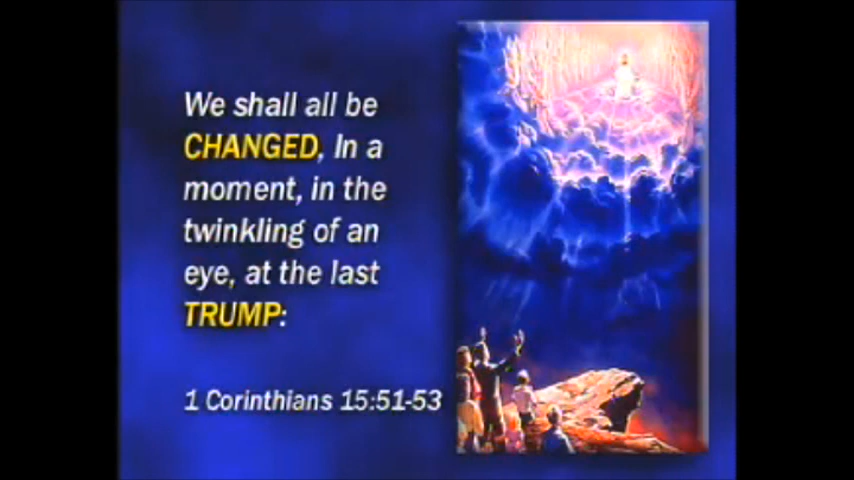 We shall all be
CHANGED, In a
moment, in the
twinkling of an
eye, at the last
TRUMP:
1 Corinthians 15:51-53